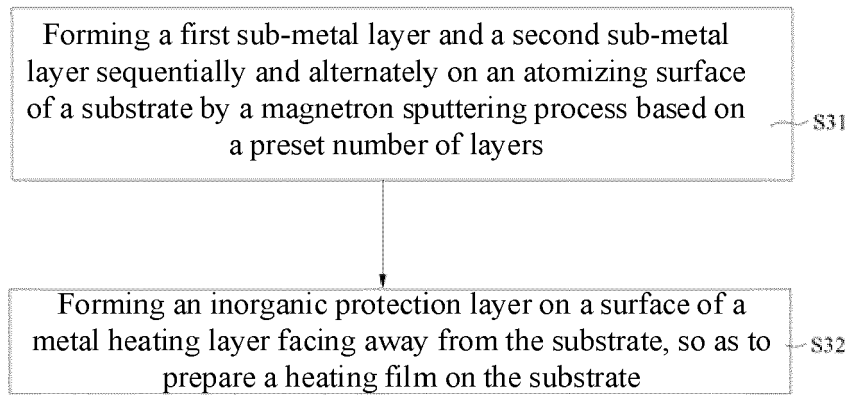 Forming a first sub-metal layer and a second sub-metal
layer sequentially and alternately on an atomizing surface
of a substrate by a magnetron sputtering process based on
a preset number of layers
S31
Forming an inorganic protection layer on a surface of a
metal heating layer facing away from the substrate, so as to
prepare a heating film on the substrate
S32